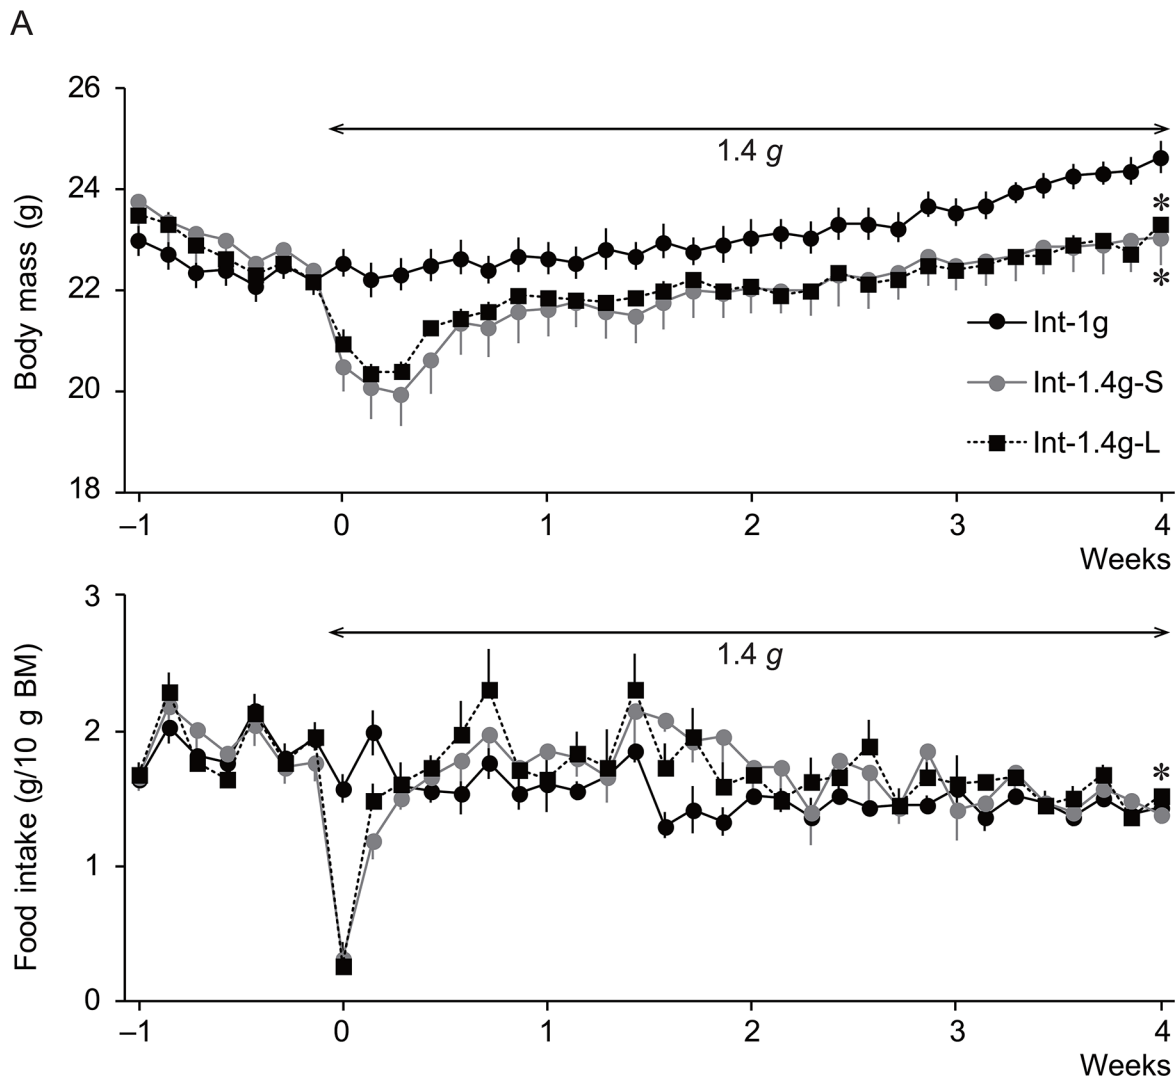 A
26
24
22
20
18
Body mass (g)
1.4 g
*
*
Int-1g
Int-1.4g-S
Int-1.4g-L
–1 0 1 2 3 4
Weeks
3
2
1
0
Food intake (g/10 g BM)
1.4 g
*
–1 0 1 2 3 4
Weeks